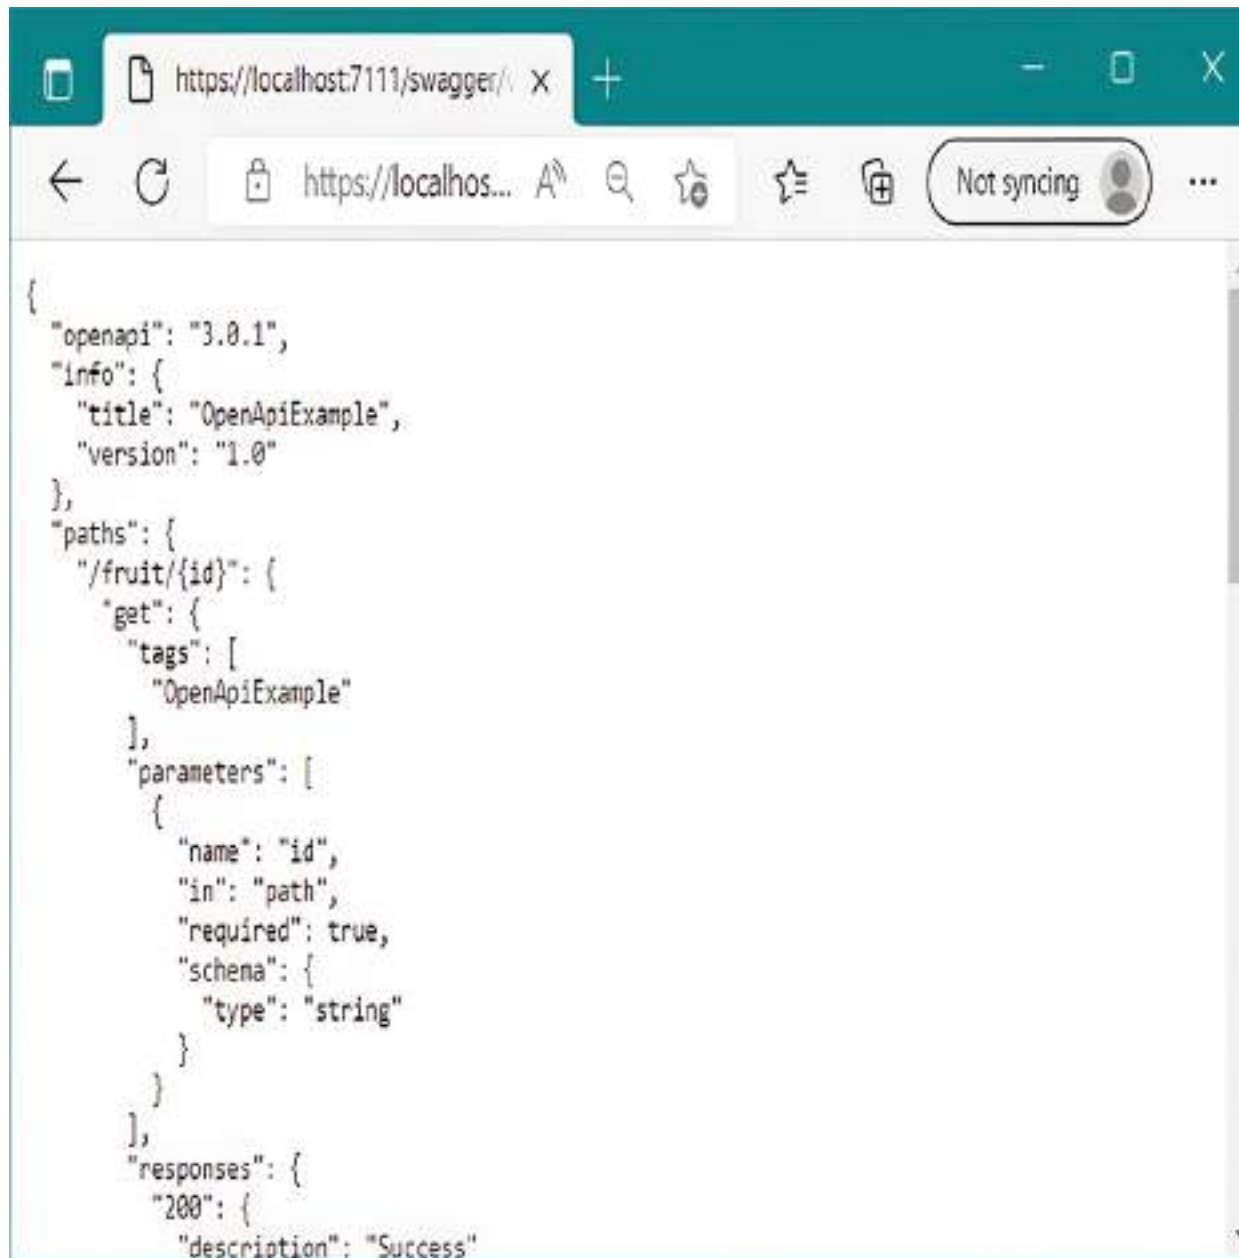 https://localhost:7111/swagger/
https://localhos...
Not syncing
{
"openapi": "3.0.1",
"info": {
"title": "OpenApiExample",
"version": "1.0"
},
"paths": {
"/fruit/{id}": {
"get": {
"tags": [
"OpenApiExample"
],
"parameters": [
{
"name": "id",
"in": "path",
"required": true,
"schema": {
"type": "string"
}
}
],
"responses": {
"200": {
"description": "Success"